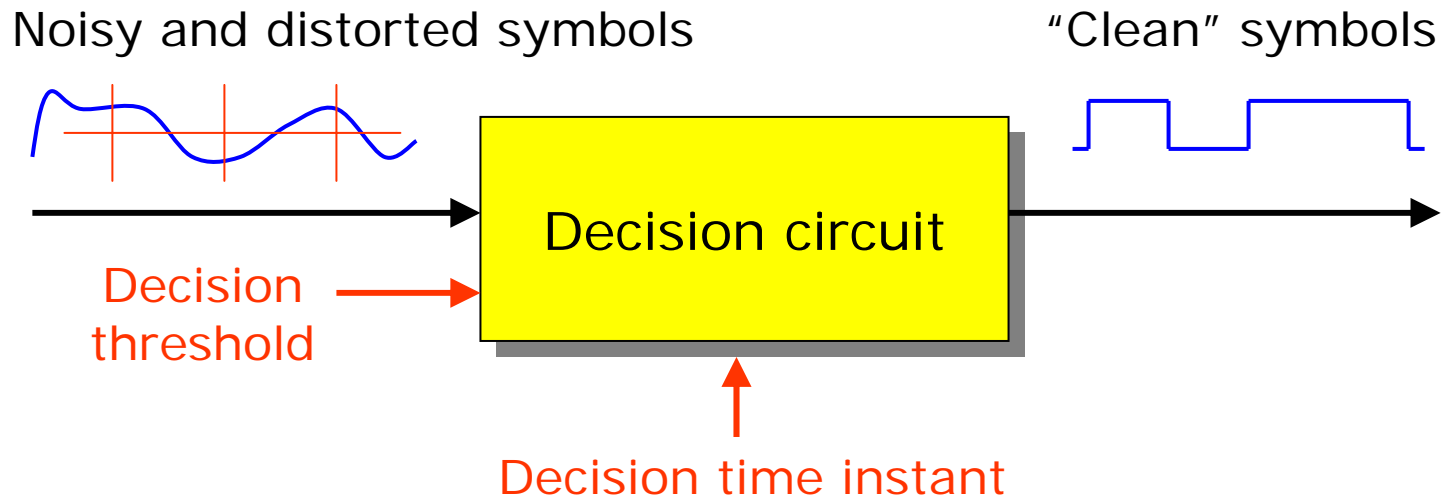 Noisy and distorted symbols
“Clean” symbols
Decision circuit
Decision
threshold
Decision time instant